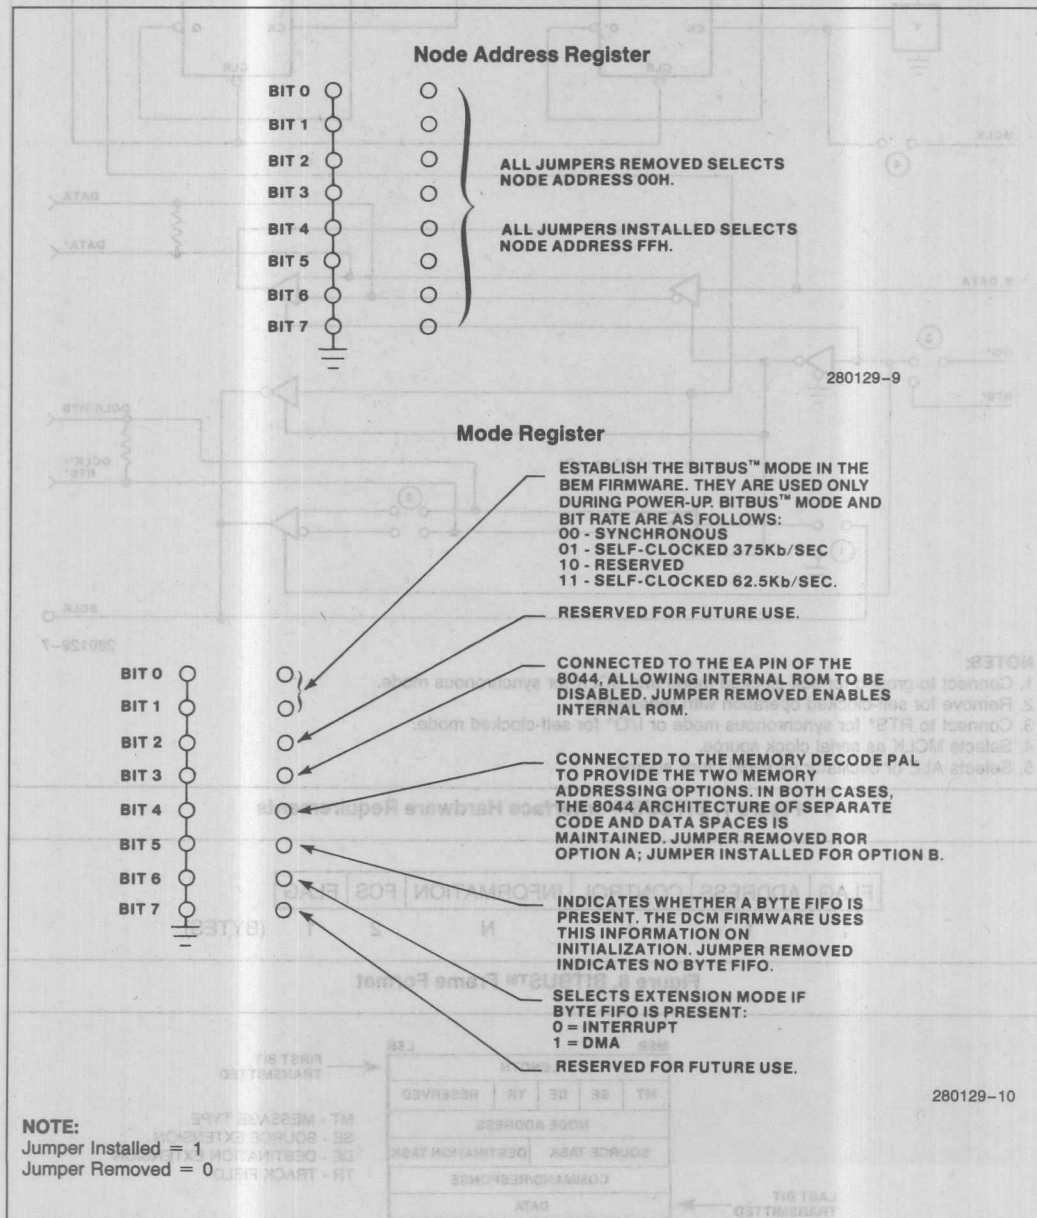 Node Address Register
BIT 0
BIT 1
BIT 2
BIT 3
BIT 4
BIT 5
BIT 6
BIT 7
ALL JUMPERS REMOVED SELECTS
NODE ADDRESS 00H.
ALL JUMPERS INSTALLED SELECTS
NODE ADDRESS FFH.
280129-9
Mode Register
BIT 0
BIT 1
BIT 2
BIT 3
BIT 4
BIT 5
BIT 6
BIT 7
ESTABLISH THE BITBUS™ MODE IN THE
BEM FIRMWARE. THEY ARE USED ONLY
DURING POWER-UP. BITBUS™ MODE AND
BIT RATE ARE AS FOLLOWS:
00 - SYNCHRONOUS
01 - SELF-CLOCKED 375Kb/SEC
10 - RESERVED
11 - SELF-CLOCKED 62.5Kb/SEC.
RESERVED FOR FUTURE USE.
CONNECTED TO THE EA PIN OF THE
8044, ALLOWING INTERNAL ROM TO BE
DISABLED. JUMPER REMOVED ENABLES
INTERNAL ROM.
CONNECTED TO THE MEMORY DECODE PAL
TO PROVIDE THE TWO MEMORY
ADDRESSING OPTIONS. IN BOTH CASES,
THE 8044 ARCHITECTURE OF SEPARATE
CODE AND DATA SPACES IS
MAINTAINED. JUMPER REMOVED ROR
OPTION A; JUMPER INSTALLED FOR OPTION B.
INDICATES WHETHER A BYTE FIFO IS
PRESENT. THE DCM FIRMWARE USES
THIS INFORMATION ON
INITIALIZATION. JUMPER REMOVED
INDICATES NO BYTE FIFO.
SELECTS EXTENSION MODE IF
BYTE FIFO IS PRESENT:
0 = INTERRUPT
1 = DMA
RESERVED FOR FUTURE USE.
280129-10
NOTE:
Jumper Installed = 1
Jumper Removed = 0